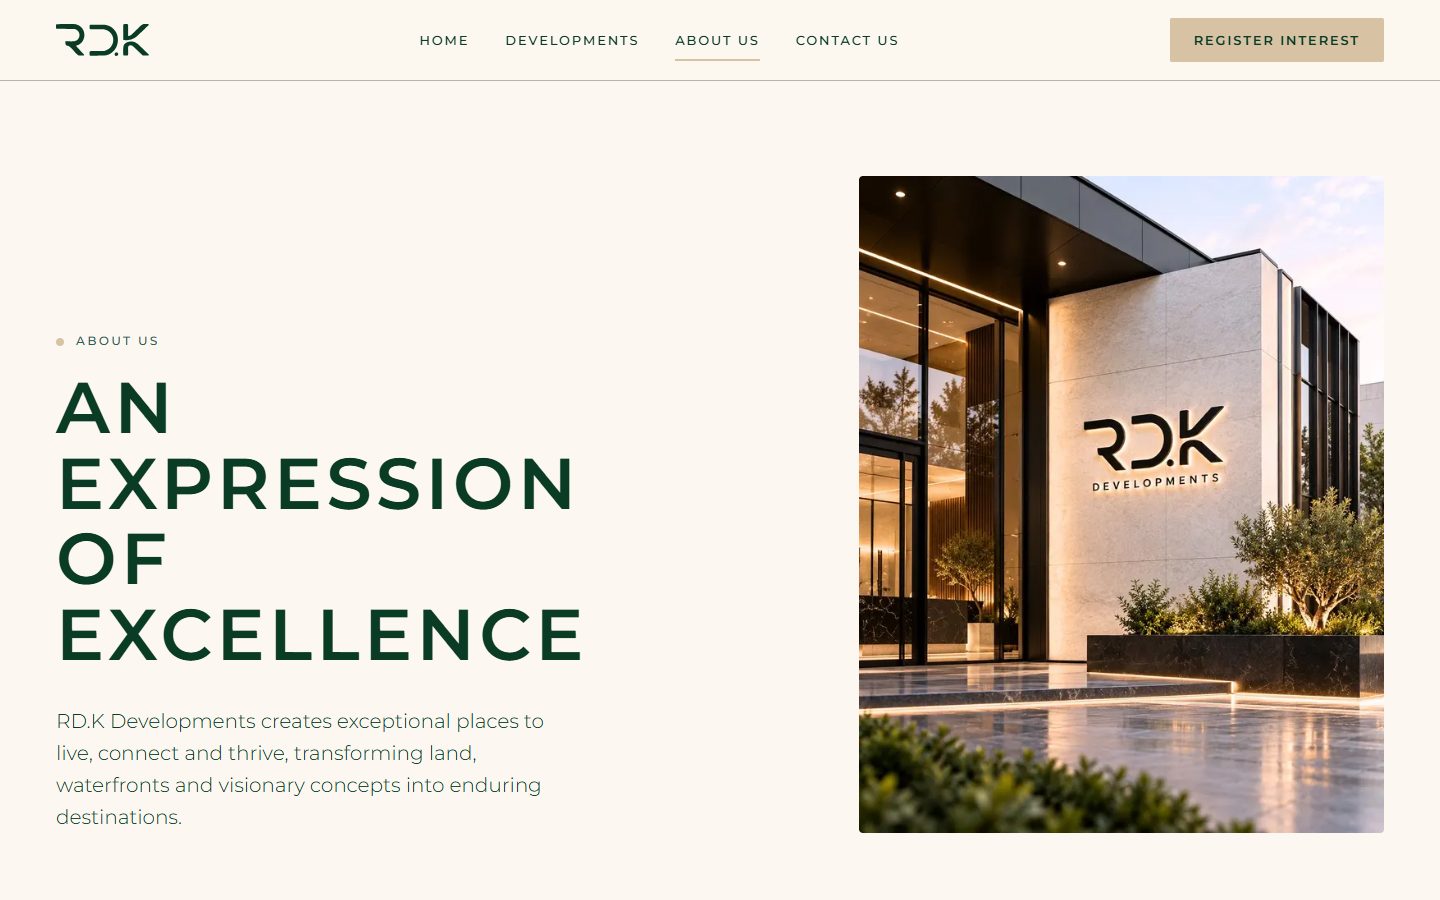 RD.K
HOME
DEVELOPMENTS
ABOUT US
CONTACT US
REGISTER INTEREST
ABOUT US
AN
EXPRESSION
OF
EXCELLENCE
RD.K Developments creates exceptional places to
live, connect and thrive, transforming land,
waterfronts and visionary concepts into enduring
destinations.
RD.K
DEVELOPMENTS